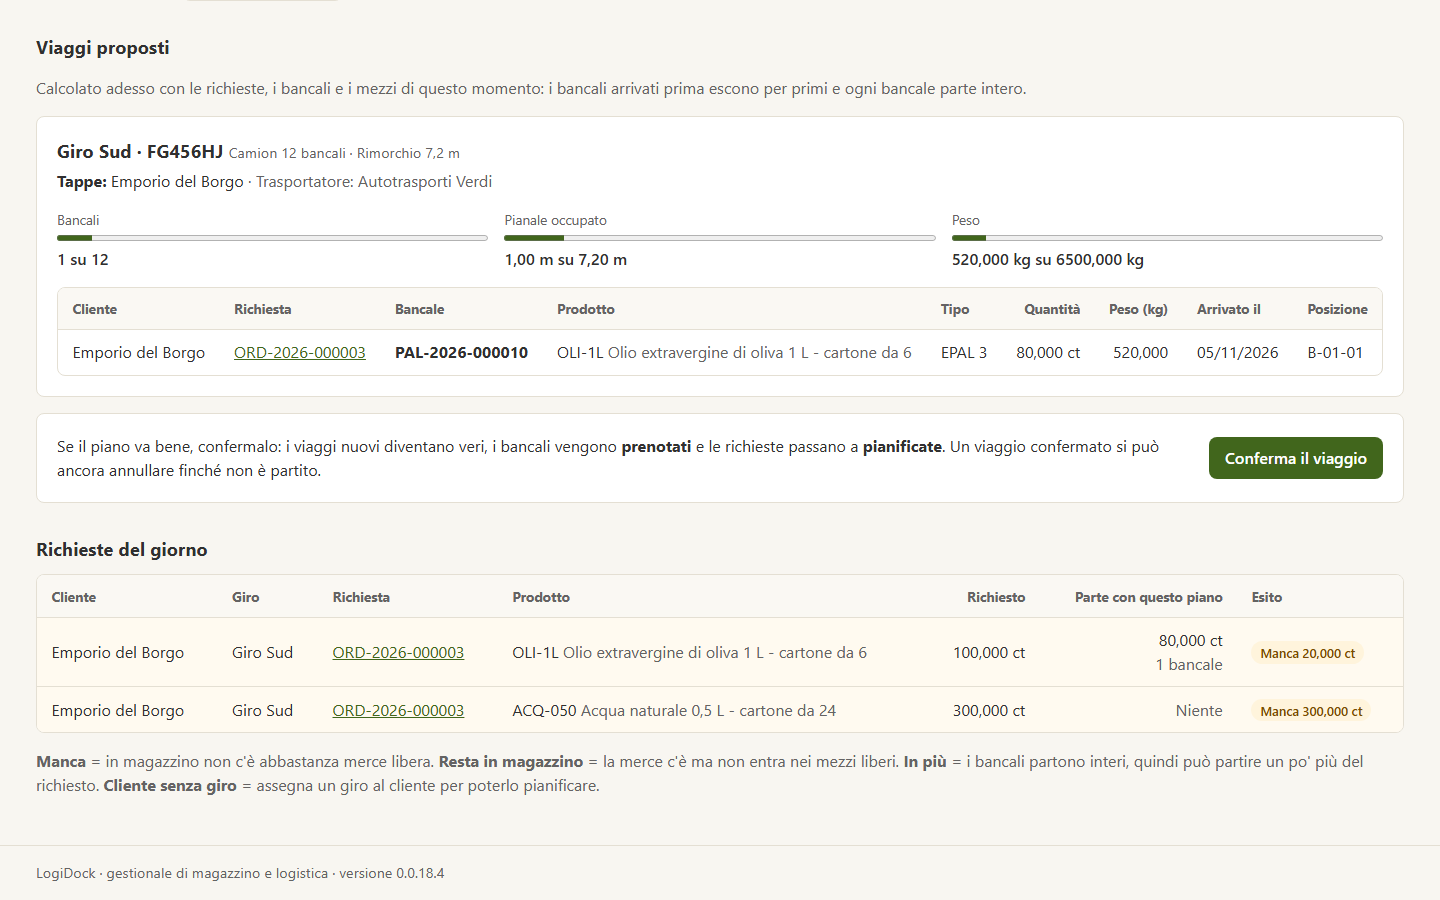 Viaggi proposti
Calcolato adesso con le richieste, i bancali e i mezzi di questo momento: i bancali arrivati prima escono per primi e ogni bancale parte intero.
Giro Sud · FG456HJ Camion 12 bancali · Rimorchio 7,2 m
Tappe: Emporio del Borgo · Trasportatore: Autotrasporti Verdi
Bancali Pianale occupato Peso
1 su 12 1,00 m su 7,20 m 520,000 kg su 6500,000 kg
Cliente Richiesta Bancale Prodotto Tipo Quantità Peso (kg) Arrivato il Posizione
Emporio del Borgo ORD-2026-000003 PAL-2026-000010 OLI-1L Olio extravergine di oliva 1 L - cartone da 6 EPAL 3 80,000 ct 520,000 05/11/2026 B-01-01
Se il piano va bene, confermalo: i viaggi nuovi diventano veri, i bancali vengono prenotati e le richieste passano a pianificate. Un viaggio confermato si può
ancora annullare finché non è partito.
Conferma il viaggio
Richieste del giorno
Cliente Giro Richiesta Prodotto Richiesto Parte con questo piano Esito
Emporio del Borgo Giro Sud ORD-2026-000003 OLI-1L Olio extravergine di oliva 1 L - cartone da 6 100,000 ct 80,000 ct Manca 20,000 ct
1 bancale
Emporio del Borgo Giro Sud ORD-2026-000003 ACQ-050 Acqua naturale 0,5 L - cartone da 24 300,000 ct Niente Manca 300,000 ct
Manca = in magazzino non c'è abbastanza merce libera. Resta in magazzino = la merce c'è ma non entra nei mezzi liberi. In più = i bancali partono interi, quindi può partire un po' più del
richiesto. Cliente senza giro = assegna un giro al cliente per poterlo pianificare.
LogiDock · gestionale di magazzino e logistica · versione 0.0.18.4